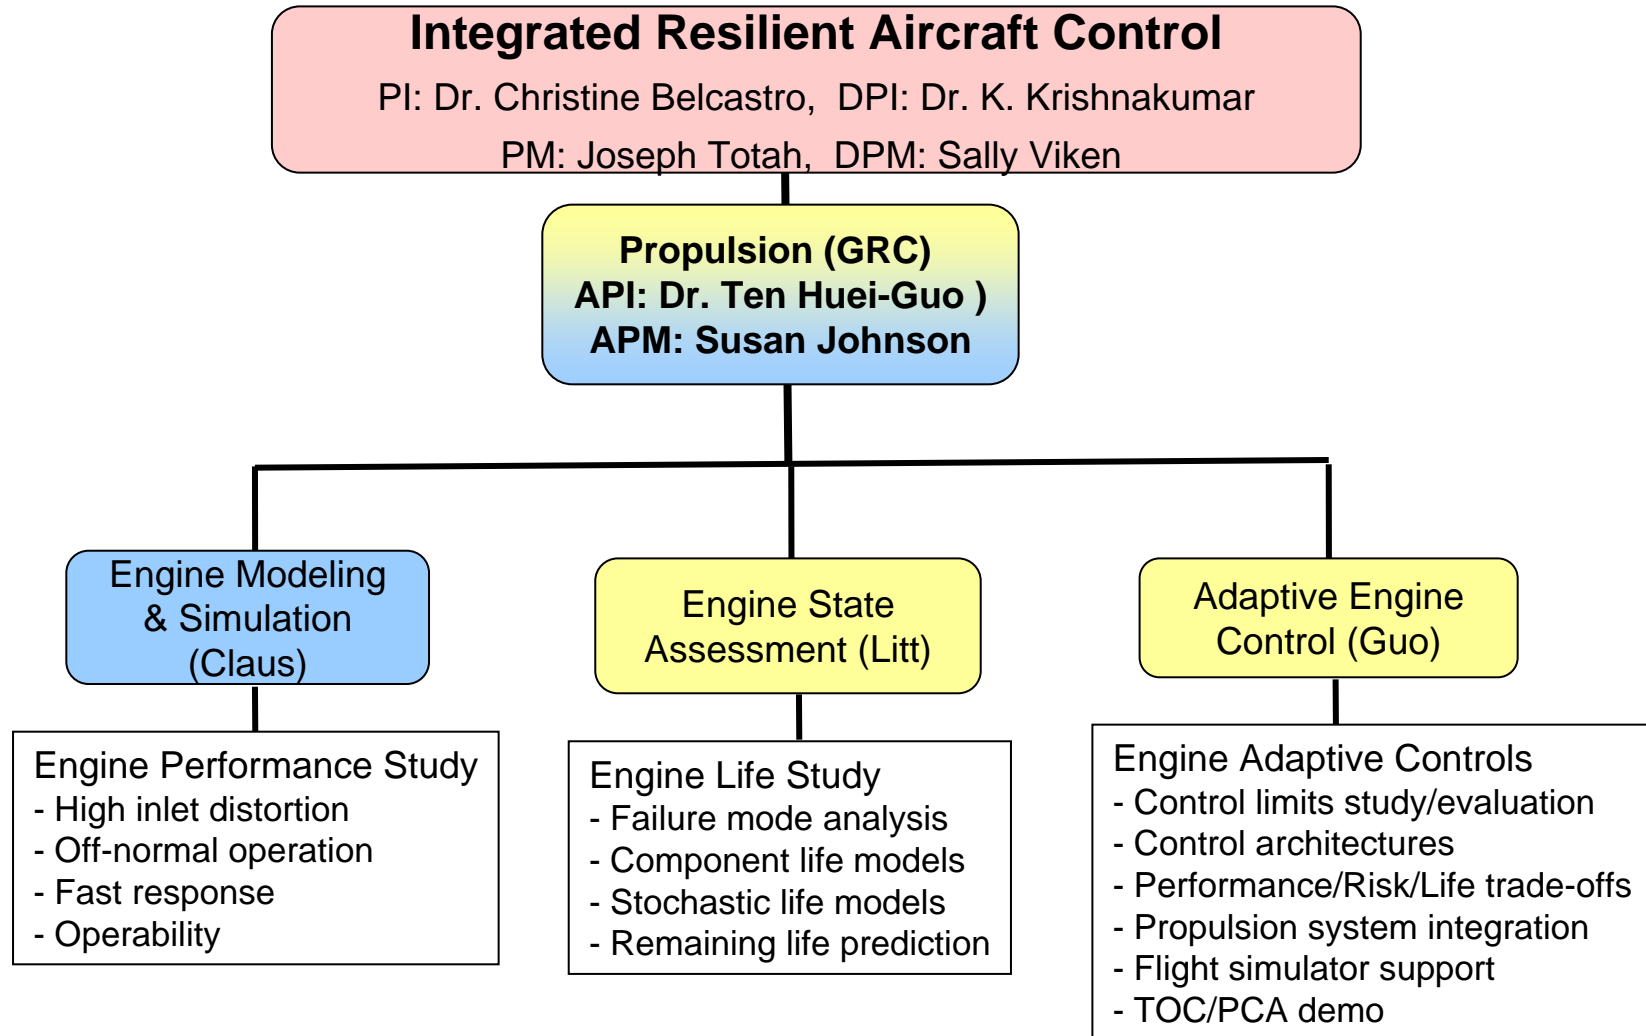 Integrated Resilient Aircraft Control
PI: Dr. Christine Belcastro, DPI: Dr. K. Krishnakumar
PM: Joseph Totah, DPM: Sally Viken
Propulsion (GRC)
API: Dr. Ten Huei-Guo )
APM: Susan Johnson
Engine Modeling
& Simulation
(Claus)
Engine State
Assessment (Litt)
Adaptive Engine
Control (Guo)
Engine Performance Study
- High inlet distortion
- Off-normal operation
- Fast response
- Operability
Engine Life Study
- Failure mode analysis
- Component life models
- Stochastic life models
- Remaining life prediction
Engine Adaptive Controls
- Control limits study/evaluation
- Control architectures
- Performance/Risk/Life trade-offs
- Propulsion system integration
- Flight simulator support
- TOC/PCA demo